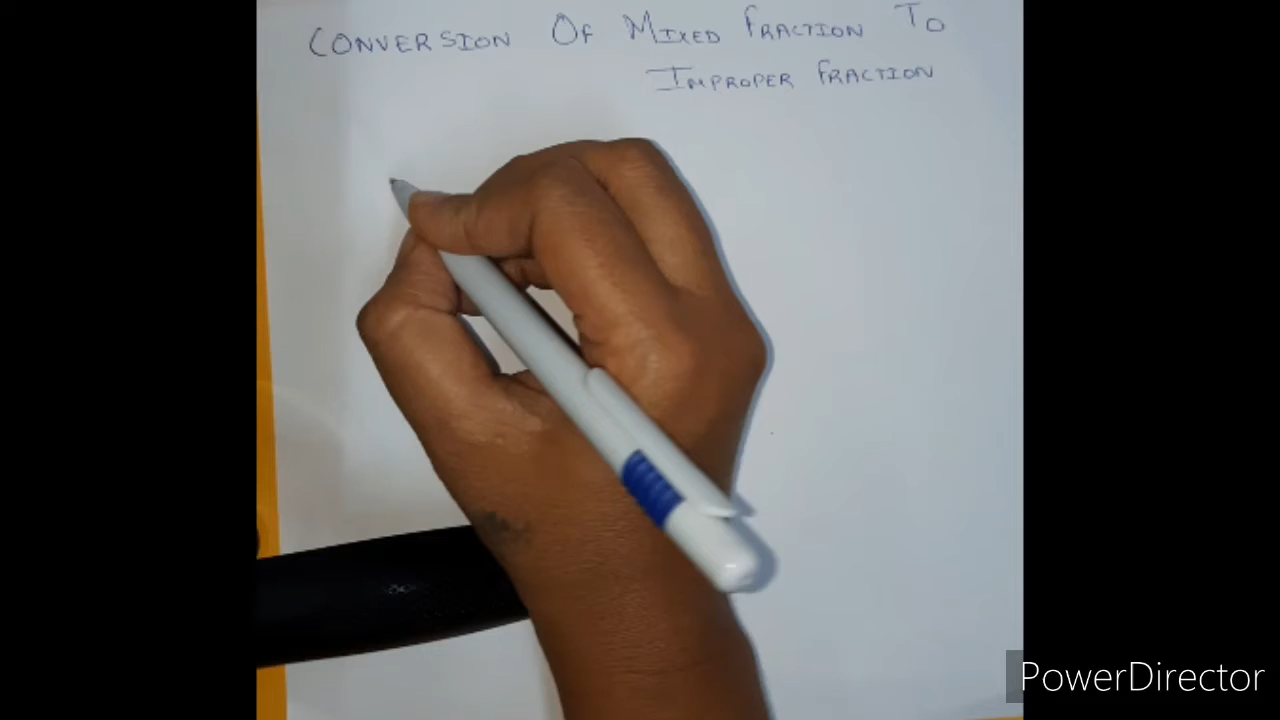 CONVERSION OF MIXED FRACTION TO
IMPROPER FRACTION
PowerDirector